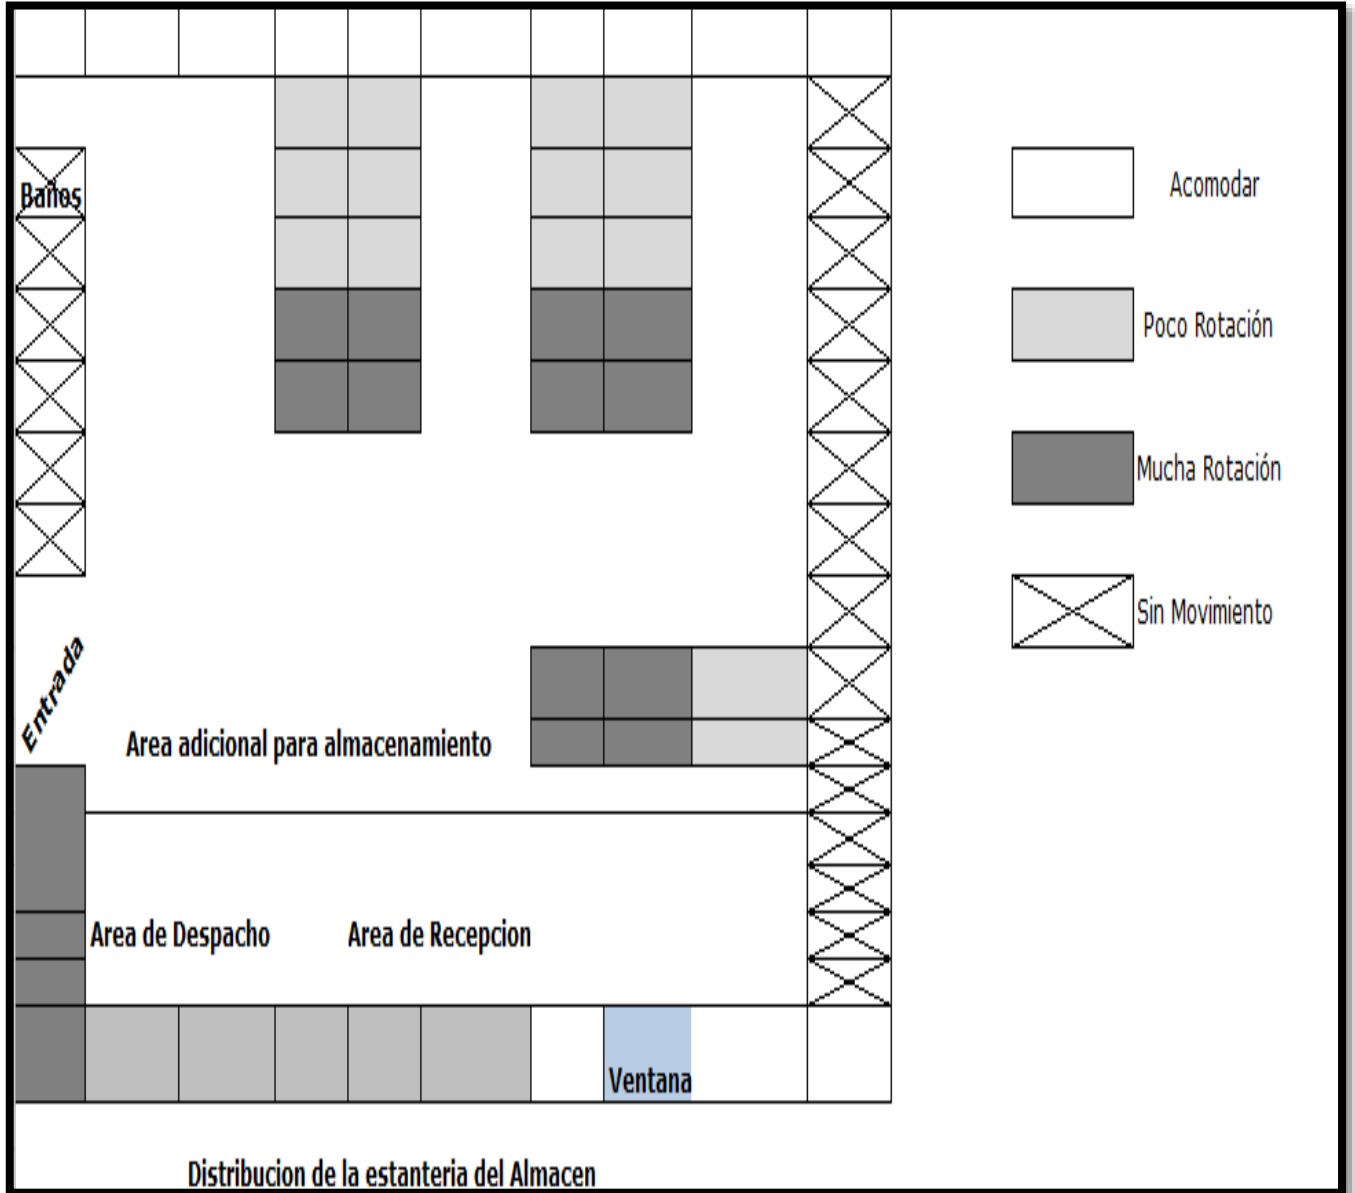 Baños
Acomodar
Poco Rotación
Mucha Rotación
Sin Movimiento
Entrada
Area adicional para almacenamiento
Area de Despacho
Area de Recepcion
Ventana
Distribucion de la estanteria del Almacen